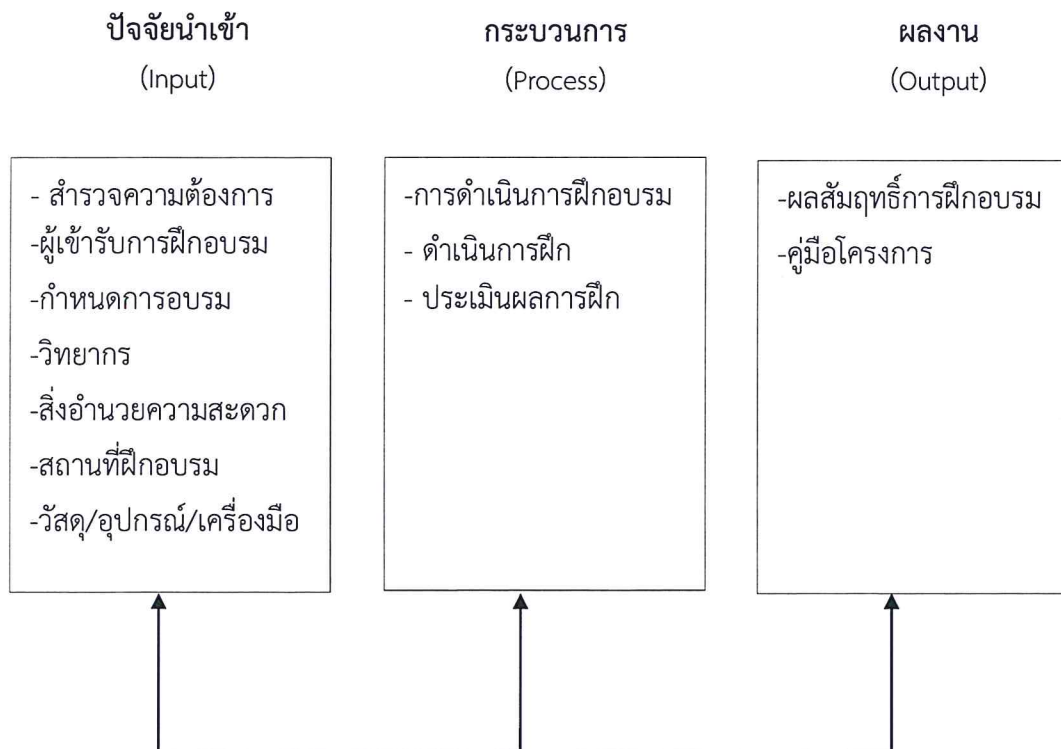 ปัจจัยนำเข้า
(Input)
- สำรวจความต้องการ
-ผู้เข้ารับการฝึกอบรม
-กำหนดการอบรม
-วิทยากร
-สิ่งอำนวยความสะดวก
-สถานที่ฝึกอบรม
-วัสดุ/อุปกรณ์/เครื่องมือ
กระบวนการ
(Process)
-การดำเนินการฝึกอบรม
- ดำเนินการฝึก
- ประเมินผลการฝึก
ผลงาน
(Output)
-ผลสัมฤทธิ์การฝึกอบรม
-คู่มือโครงการ